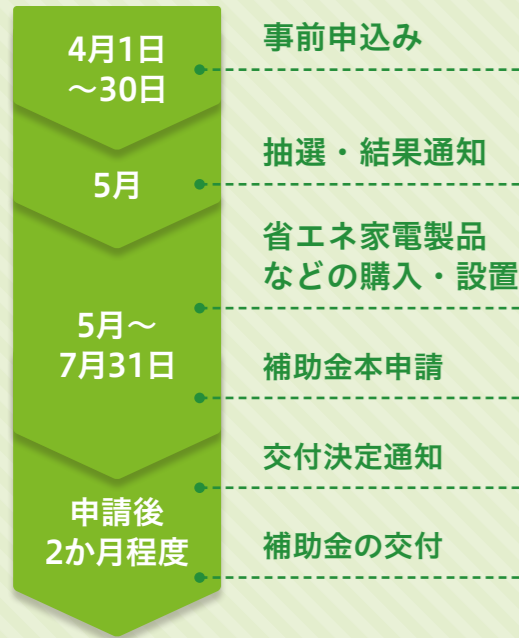 4月1日
～30日
事前申込み
5月
抽選・結果通知
5月～
7月31日
省エネ家電製品
などの購入・設置
補助金本申請
申請後
2か月程度
交付決定通知
補助金の交付